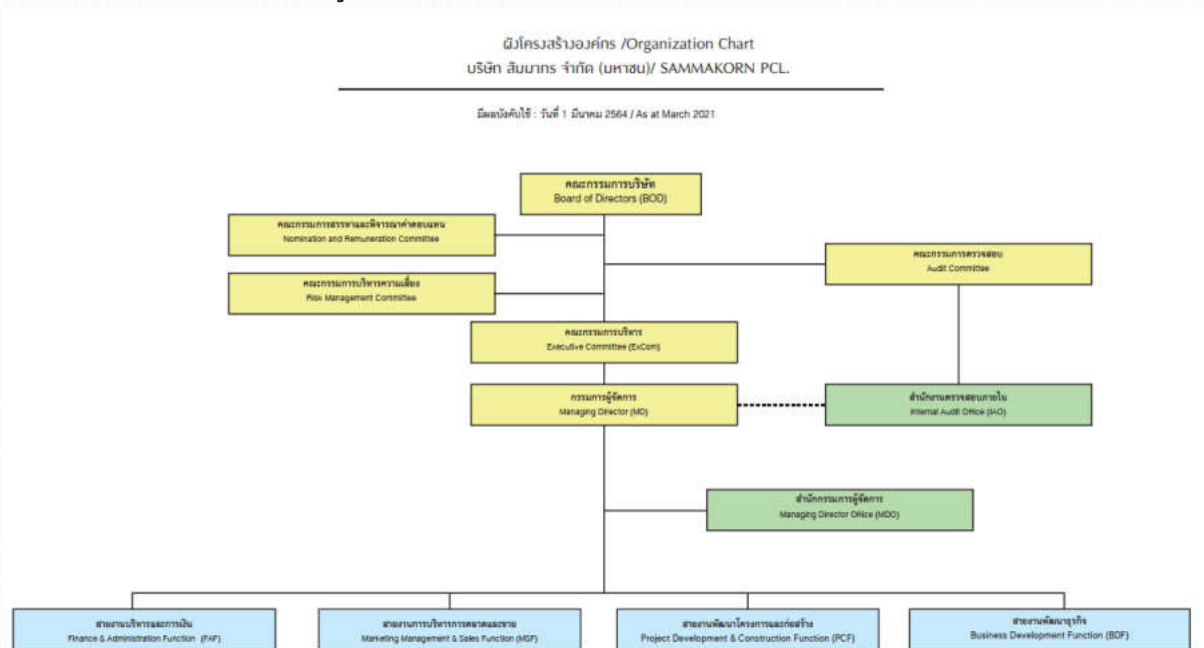 ผังโครงสร้างองค์กร /Organization Chart
บริษัท สัมมากร จำกัด (มหาชน)/ SAMMAKORN PCL.
มีผลบังคับใช้ : วันที่ 1 มีนาคม 2564 / As at March 2021
คณะกรรมการบริษัท
Board of Directors (BOD)
คณะกรรมการสรรหาและพิจารณาค่าตอบแทน
Nomination and Remuneration Committee
คณะกรรมการตรวจสอบ
Audit Committee
คณะกรรมการบริหารความเสี่ยง
Risk Management Committee
คณะกรรมการบริหาร
Executive Committee (ExCom)
กรรมการผู้จัดการ
Managing Director (MD)
สำนักงานตรวจสอบภายใน
Internal Audit Office (IAO)
สำนักกรรมการผู้จัดการ
Managing Director Office (MDO)
สายงานบริหารและการเงิน
Finance & Administration Function (FAF)
สายงานการบริหารการตลาดและขาย
Marketing Management & Sales Function (MSF)
สายงานพัฒนาโครงการและก่อสร้าง
Project Development & Construction Function (PCF)
สายงานพัฒนาธุรกิจ
Business Development Function (BDF)